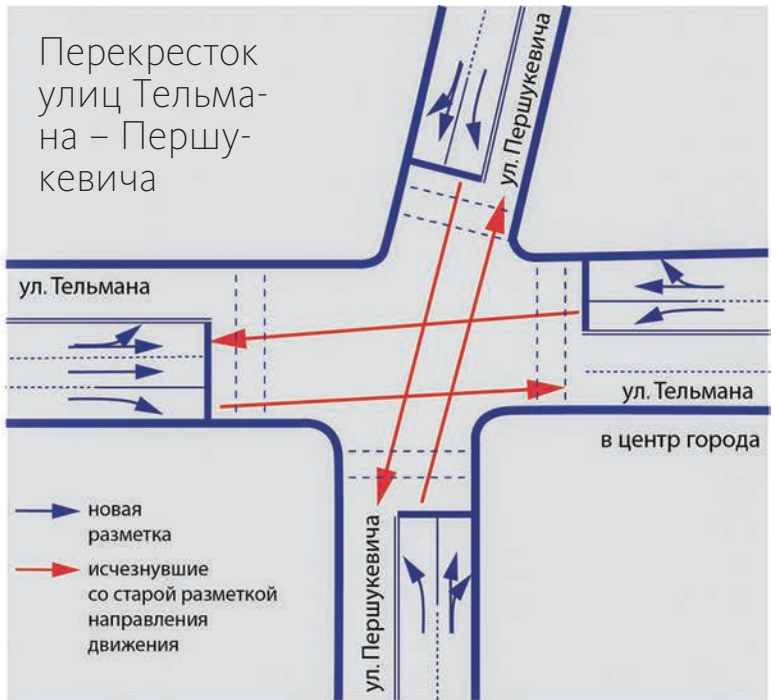 Перекресток
улиц Тельма-
на – Першу-
кевича
ул. Першукевича
ул. Тельмана
ул. Тельмана
в центр города
новая
разметка
исчезнувшие
со старой разметкой
направления
движения
ул. Першукевича